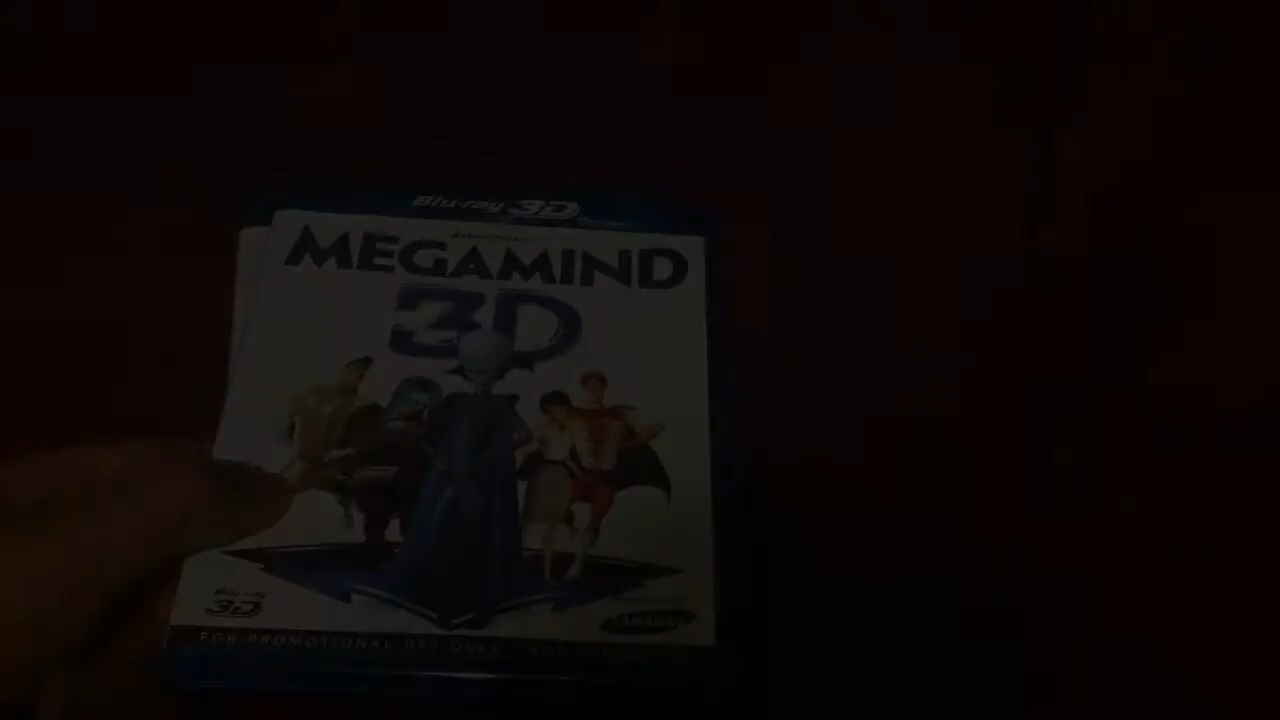 Blu-ray 3D
MEGAMIND
3D
Blu-ray
3D
SAMSUNG
FOR PROMOTIONAL USE ONLY